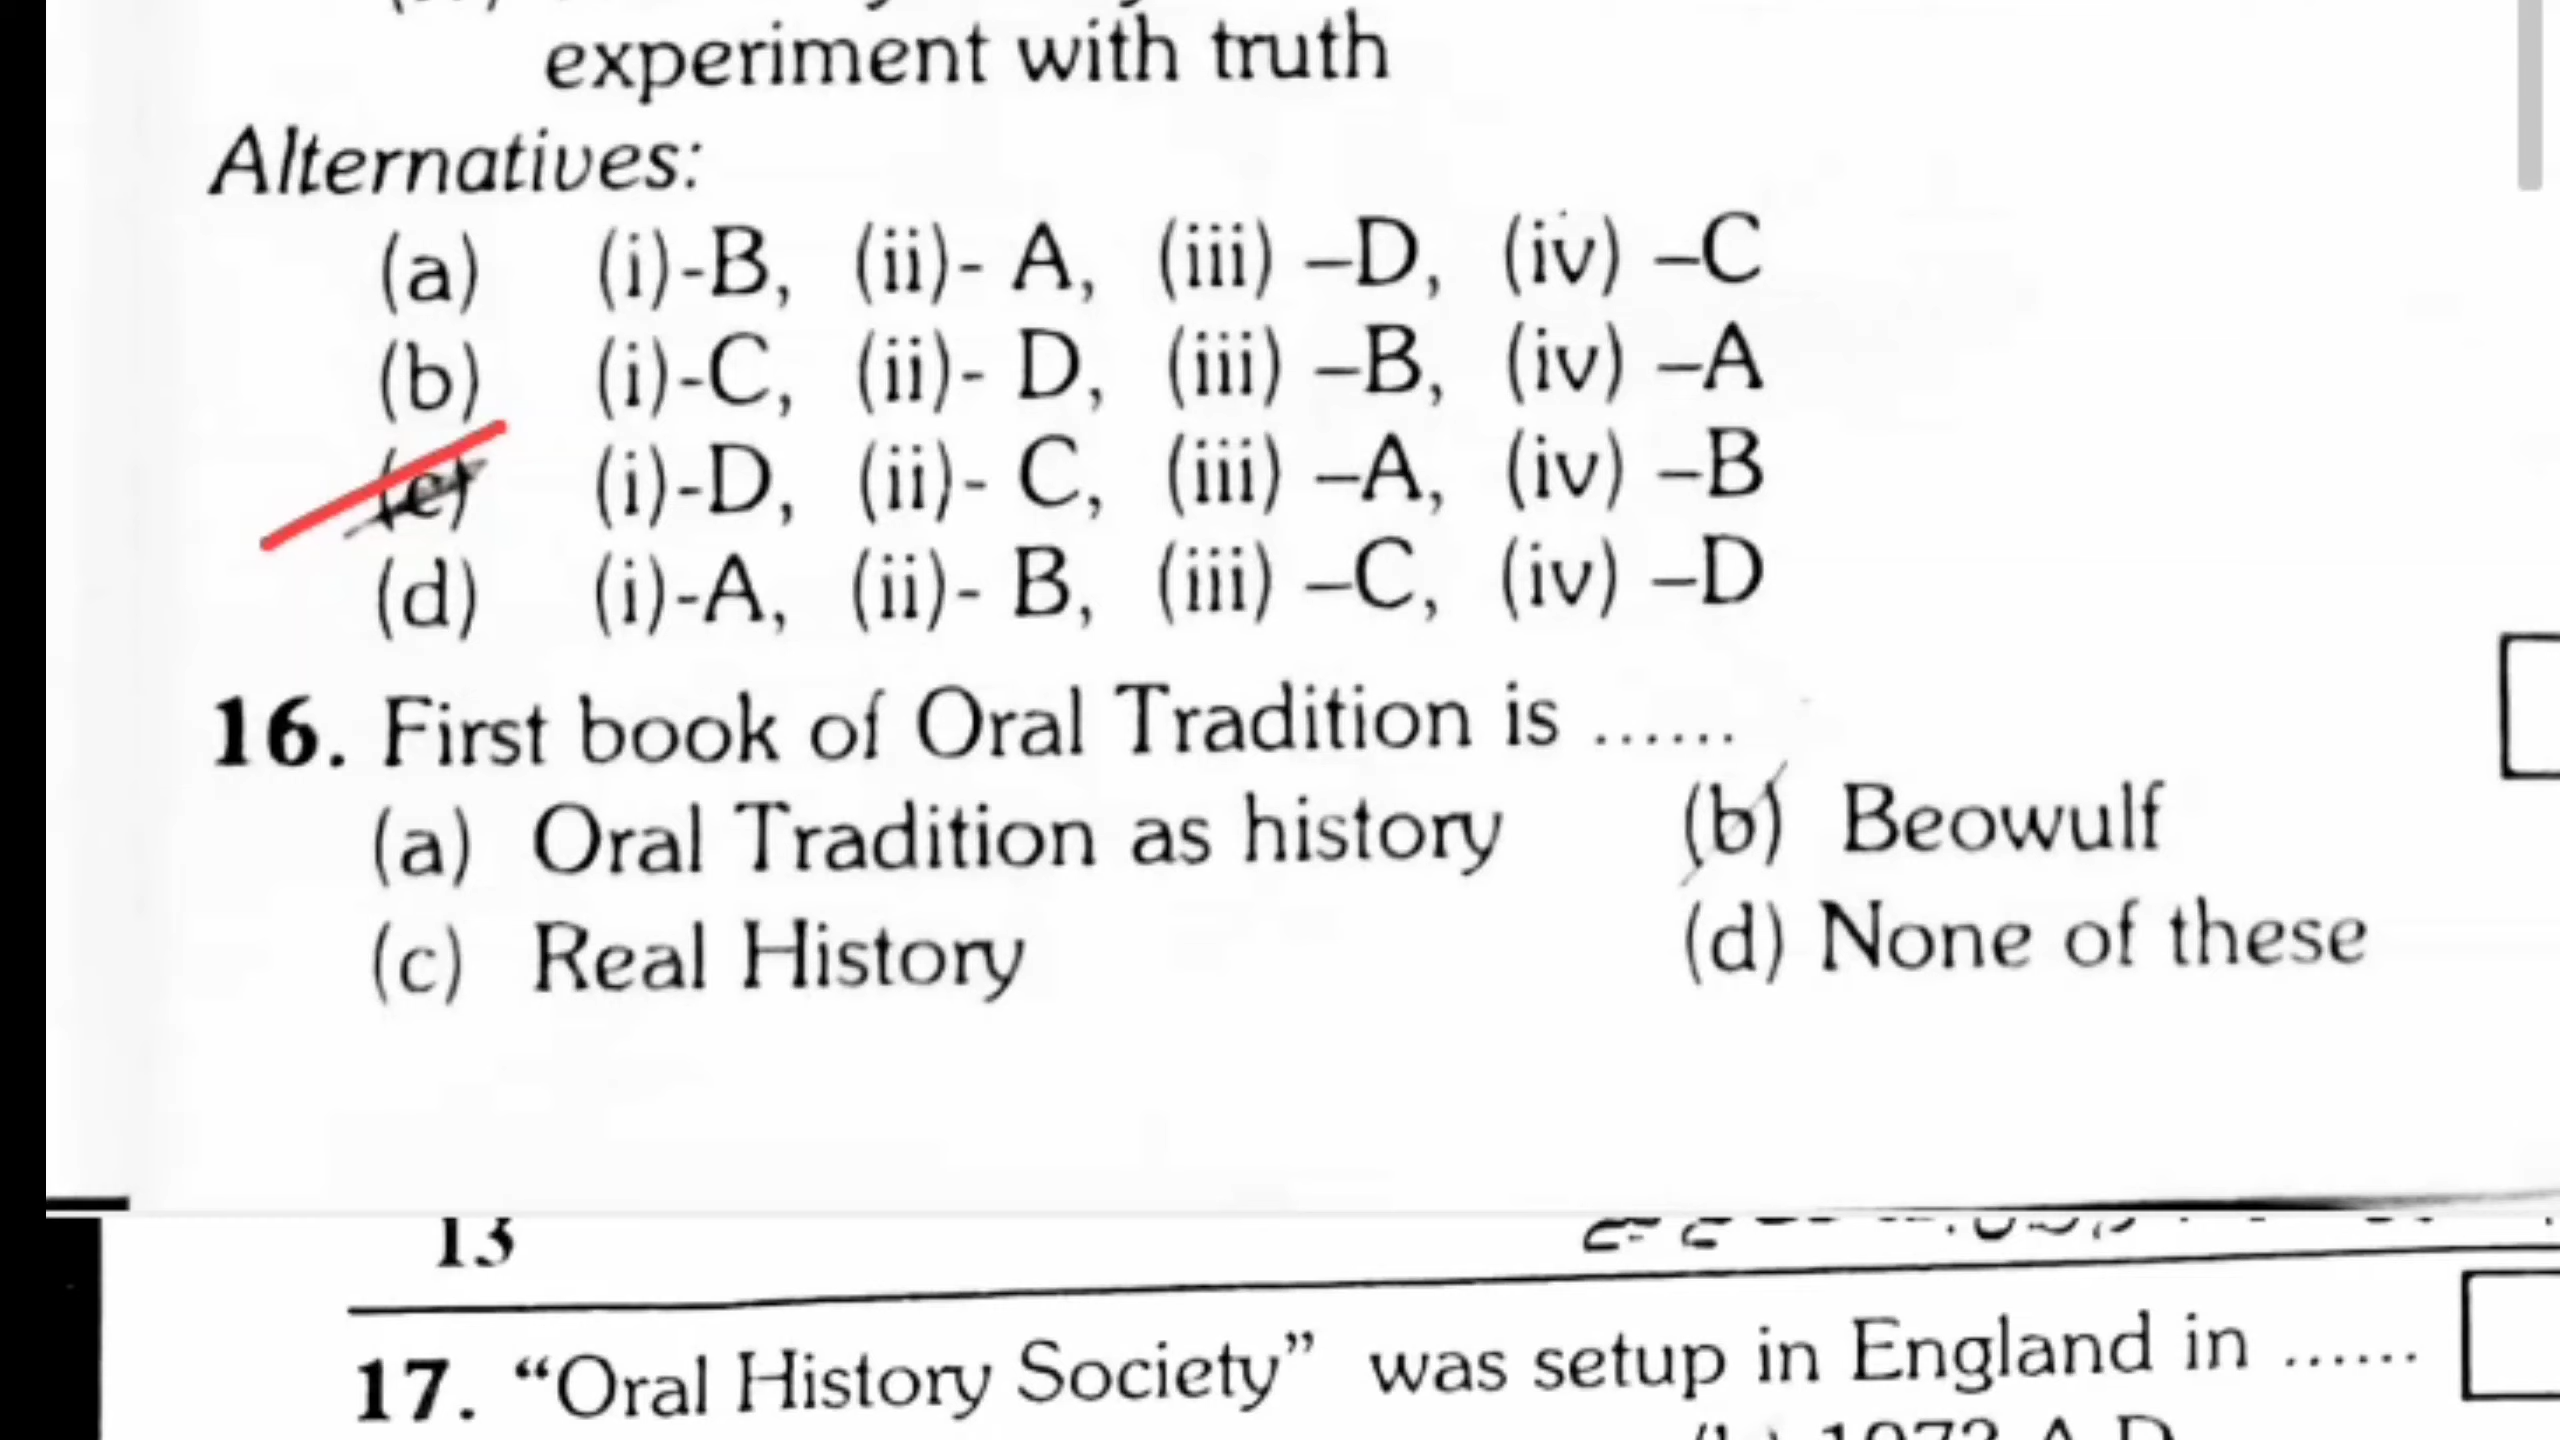 experiment with truth
Alternatives:
(a) (i)-B, (ii)- A, (iii) –D, (iv) –C
(b) (i)-C, (ii)- D, (iii) –B, (iv) –A
(c) (i)-D, (ii)- C, (iii) –A, (iv) –B
(d) (i)-A, (ii)- B, (iii) –C, (iv) –D
16. First book of Oral Tradition is ......
(a) Oral Tradition as history (b) Beowulf
(c) Real History (d) None of these
13
17. “Oral History Society” was setup in England in ......